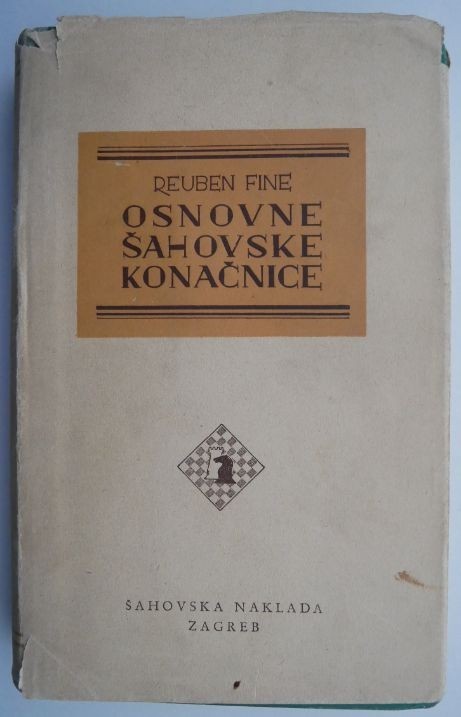 REUBEN FINE
OSNOVNE
ŠAHOVSKE
KONAČNICE
ŠAHOVSKA NAKLADA
ZAGREB